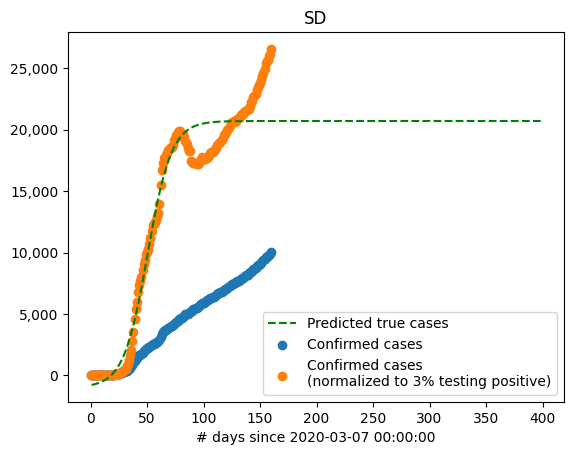 SD
25,000
20,000
15,000
10,000
5,000
0
Predicted true cases
Confirmed cases
Confirmed cases
(normalized to 3% testing positive)
0 50 100 150 200 250 300 350 400
# days since 2020-03-07 00:00:00